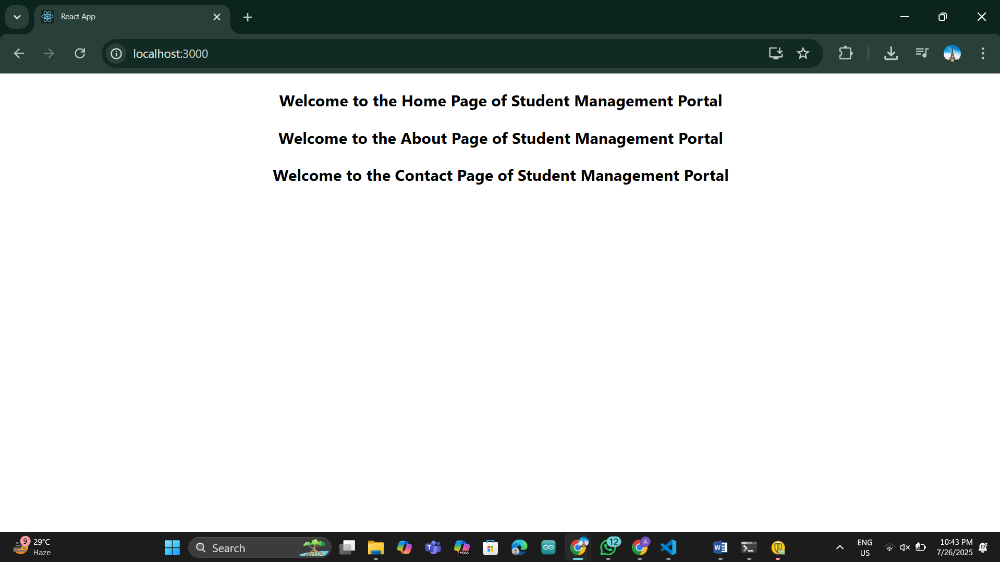 React App
localhost:3000
Welcome to the Home Page of Student Management Portal
Welcome to the About Page of Student Management Portal
Welcome to the Contact Page of Student Management Portal
9
29°C
Haze
Search
T
M365
12
A
W
ENG
US
10:43 PM
7/26/2025